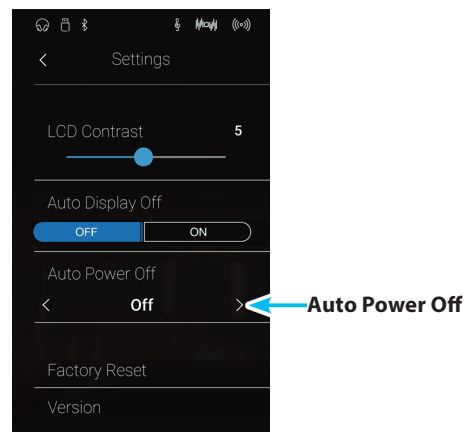 Settings
LCD Contrast 5
Auto Display Off
OFF ON
Auto Power Off
Off
Auto Power Off
Factory Reset
Version